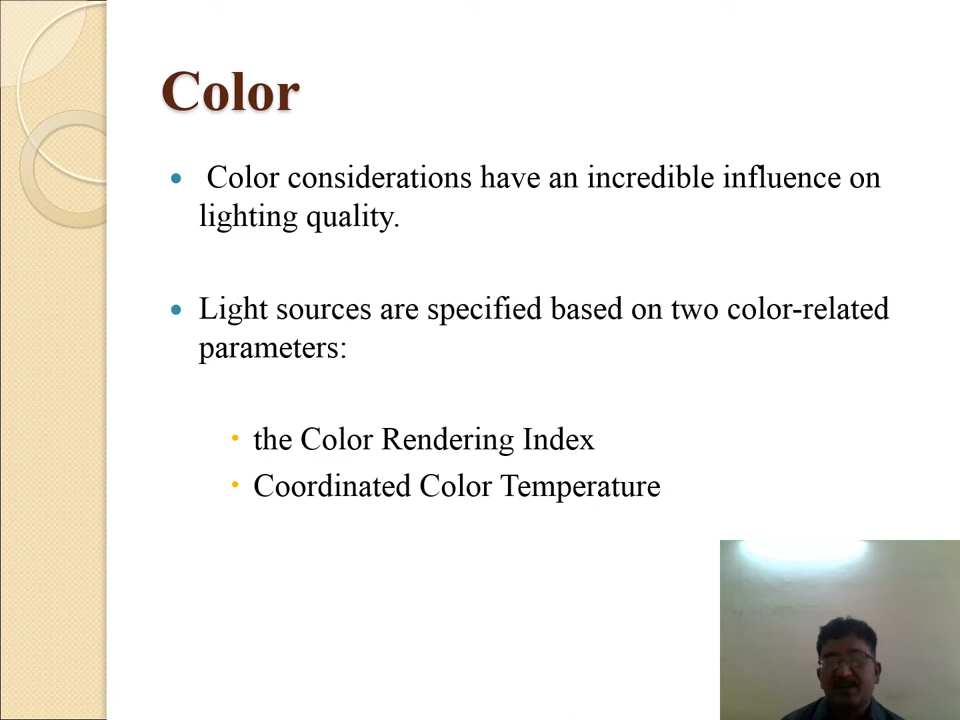 Color
• Color considerations have an incredible influence on
lighting quality.
• Light sources are specified based on two color-related
parameters:
• the Color Rendering Index
• Coordinated Color Temperature